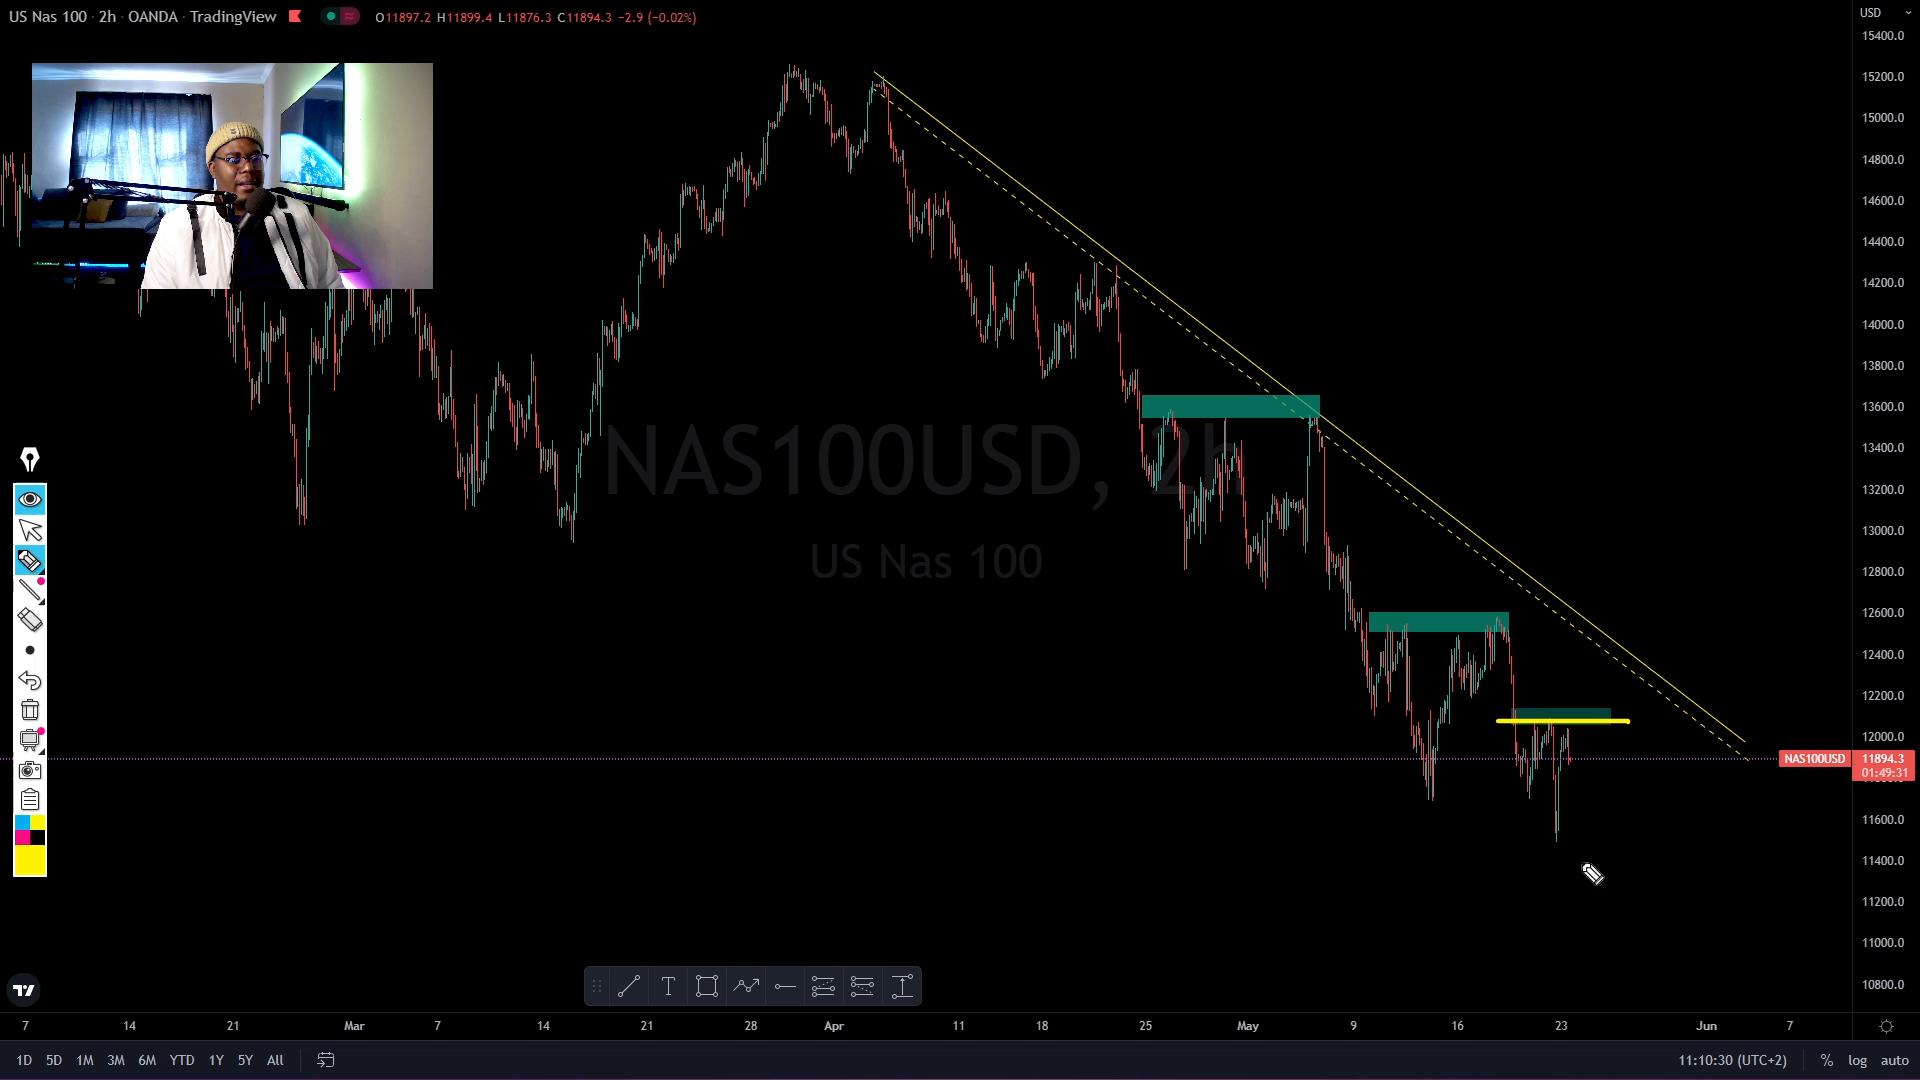 US Nas 100 · 2h · OANDA · TradingView
O11897.2 H11899.4 L11876.3 C11894.3 −2.9 (−0.02%)
USD
15400.0
15200.0
15000.0
14800.0
14600.0
14400.0
14200.0
14000.0
13800.0
13600.0
13400.0
13200.0
13000.0
12800.0
12600.0
12400.0
12200.0
12000.0
NAS100USD, 2h
US Nas 100
NAS100USD 11894.3
01:49:31
11600.0
11400.0
11200.0
11000.0
10800.0
7 14 21 Mar 7 14 21 28 Apr 11 18 25 May 9 16 23 Jun 7
1D 5D 1M 3M 6M YTD 1Y 5Y All
11:10:30 (UTC+2) % log auto